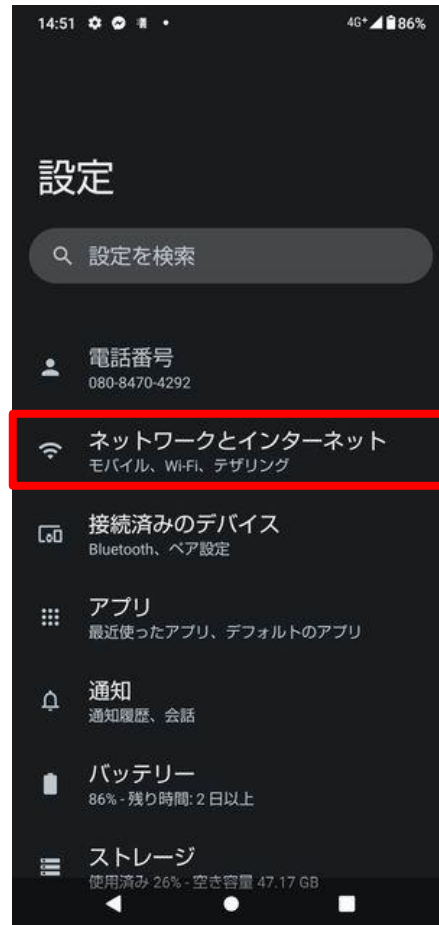 14:51
4G+ 86%
設定
設定を検索
電話番号
080-8470-4292
ネットワークとインターネット
モバイル、Wi-Fi、テザリング
接続済みのデバイス
Bluetooth、ペア設定
アプリ
最近使ったアプリ、デフォルトのアプリ
通知
通知履歴、会話
バッテリー
86% - 残り時間: 2 日以上
ストレージ
使用済み 26% - 空き容量 47.17 GB